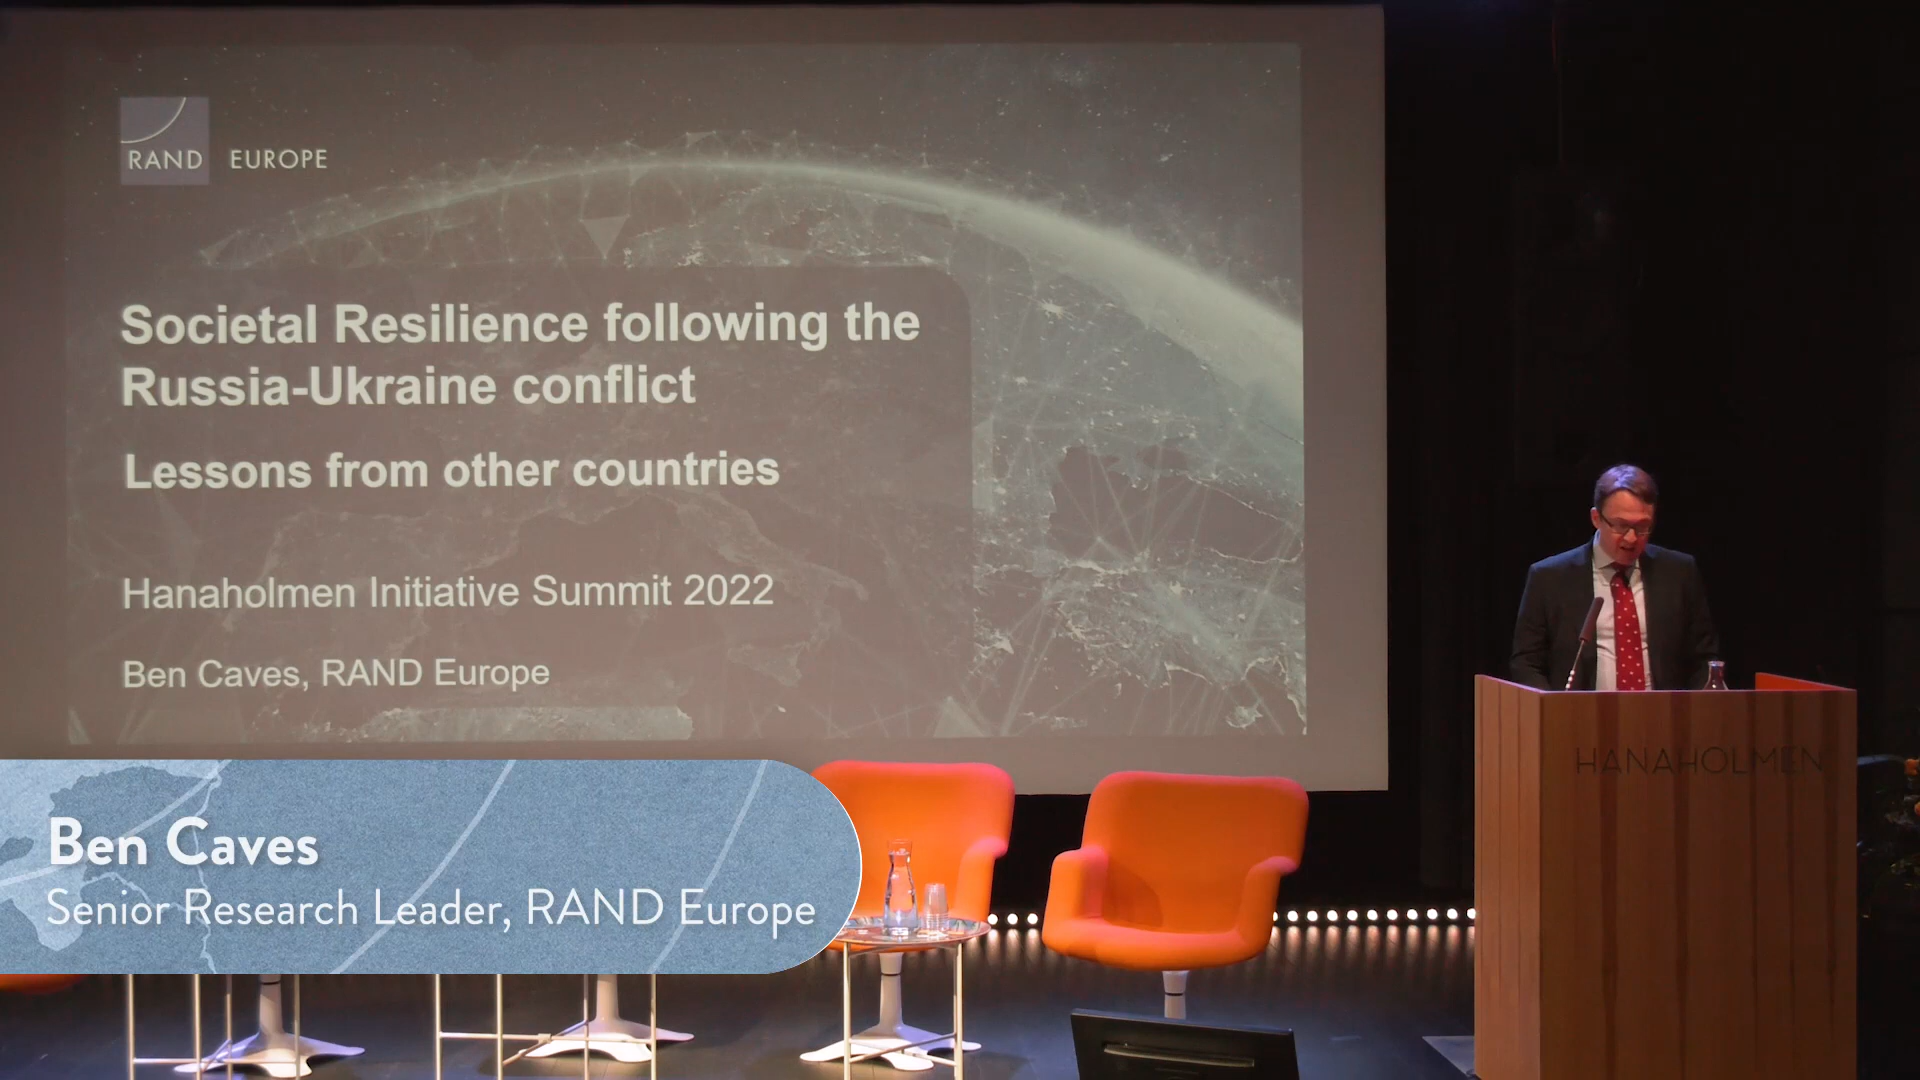 RAND EUROPE
Societal Resilience following the
Russia-Ukraine conflict
Lessons from other countries
Hanaholmen Initiative Summit 2022
Ben Caves, RAND Europe
HANAHOLMEN
Ben Caves
Senior Research Leader, RAND Europe